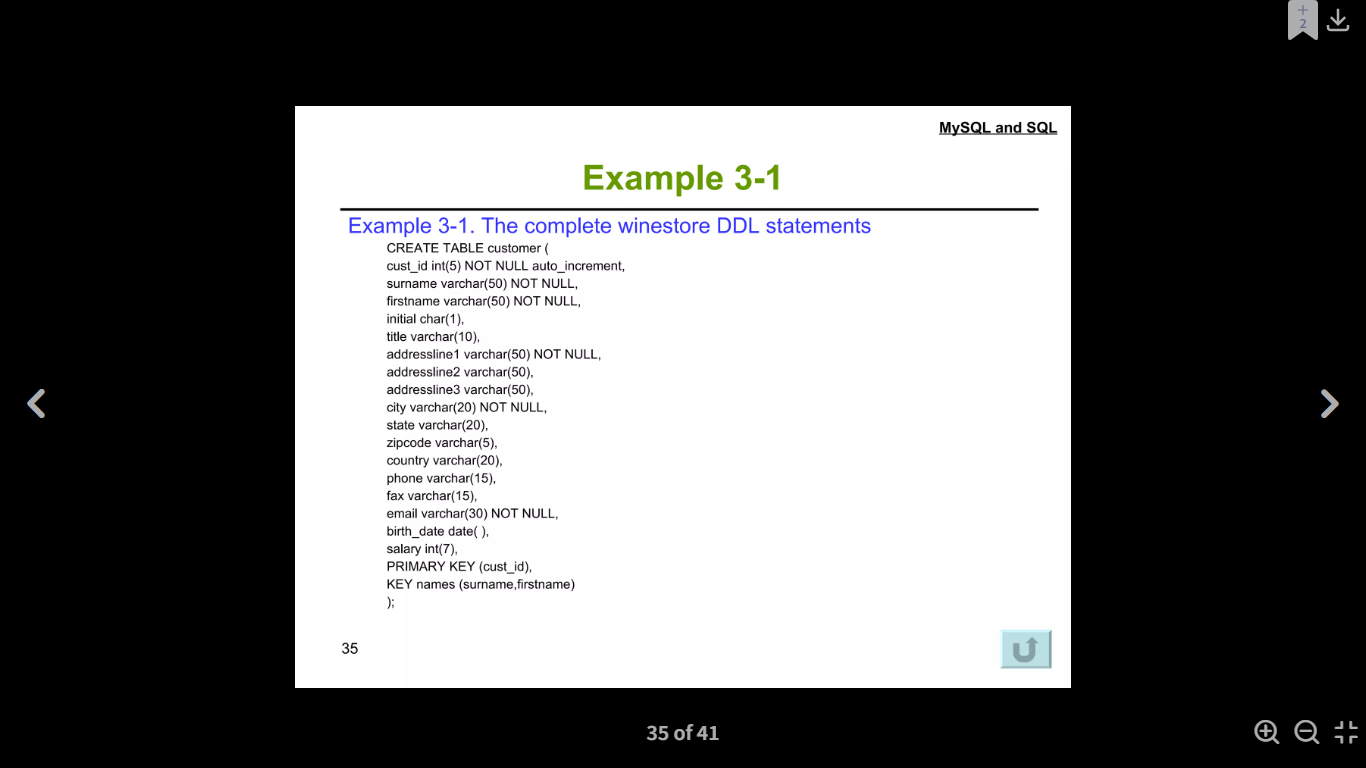 +
2
MySQL and SQL
Example 3-1
Example 3-1. The complete winestore DDL statements
CREATE TABLE customer (
cust_id int(5) NOT NULL auto_increment,
surname varchar(50) NOT NULL,
firstname varchar(50) NOT NULL,
initial char(1),
title varchar(10),
addressline1 varchar(50) NOT NULL,
addressline2 varchar(50),
addressline3 varchar(50),
city varchar(20) NOT NULL,
state varchar(20),
zipcode varchar(5),
country varchar(20),
phone varchar(15),
fax varchar(15),
email varchar(30) NOT NULL,
birth_date date( ),
salary int(7),
PRIMARY KEY (cust_id),
KEY names (surname,firstname)
);
35
35 of 41